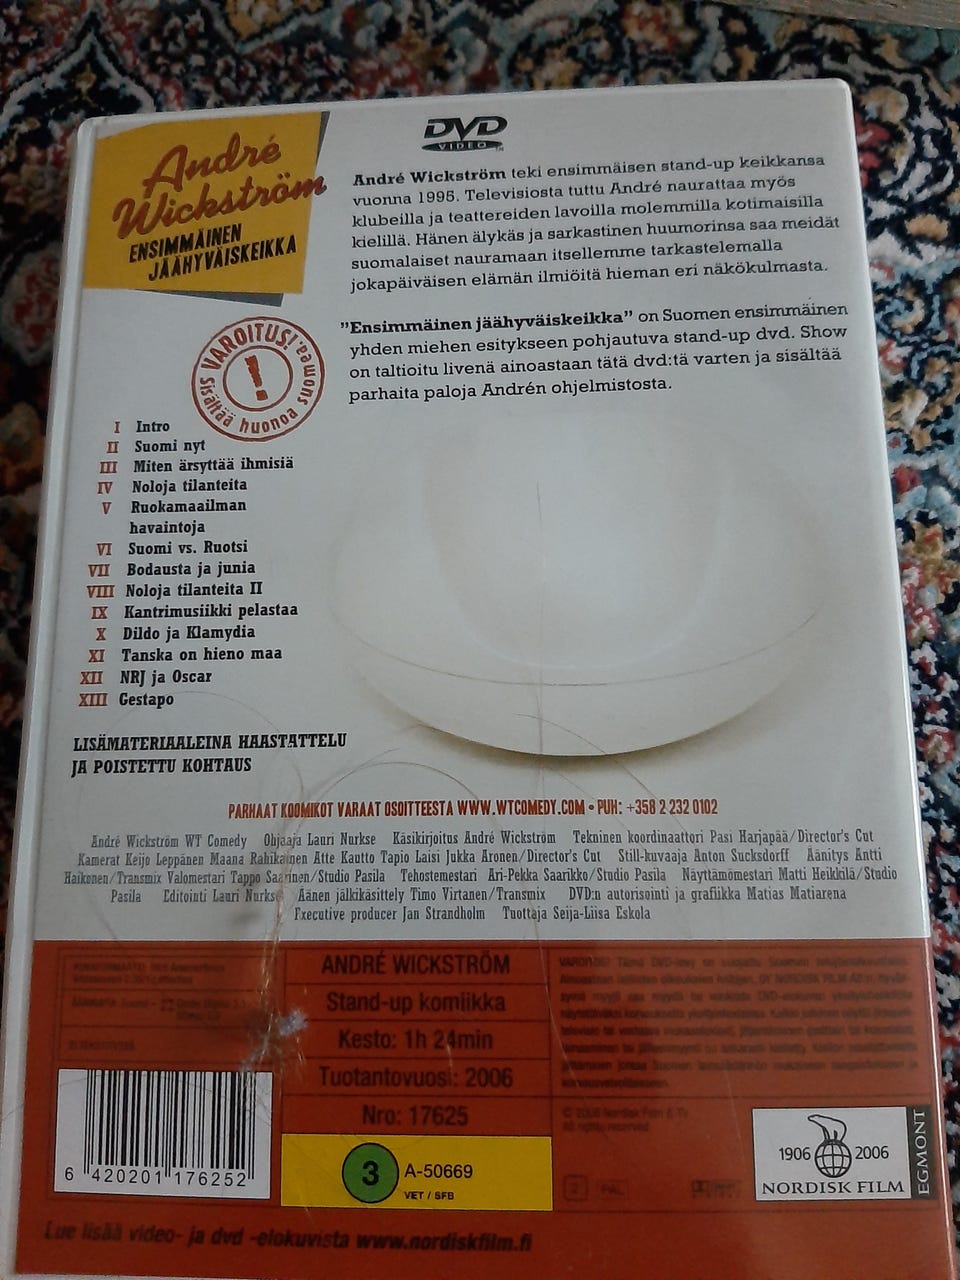 André
Wickström
ENSIMMÄINEN
JÄÄHYVÄISKEIKKA
DVD
VIDEO
André Wickström teki ensimmäisen stand-up keikkansa
vuonna 1995. Televisiosta tuttu André naurattaa myös
klubeilla ja teattereiden lavoilla molemmilla kotimaisilla
kielillä. Hänen älykäs ja sarkastinen huumorinsa saa meidät
suomalaiset nauramaan itsellemme tarkastelemalla
jokapäiväisen elämän ilmiöitä hieman eri näkökulmasta.
”Ensimmäinen jäähyväiskeikka” on Suomen ensimmäinen
yhden miehen esitykseen pohjautuva stand-up dvd. Show
on taltioitu livenä ainoastaan tätä dvd:tä varten ja sisältää
parhaita paloja Andrén ohjelmistosta.
VAROITUS!
!
Sisältää huonoa
I Intro
II Suomi nyt
III Miten ärsyttää ihmisiä
IV Noloja tilanteita
V Ruokamaailman
havaintoja
VI Suomi vs. Ruotsi
VII Bodausta ja junia
VIII Noloja tilanteita II
IX Kantrimusiikki pelastaa
X Dildo ja Klamydia
XI Tanska on hieno maa
XII NRJ ja Oscar
XIII Gestapo
LISÄMATERIAALEINA HAASTATTELU
JA POISTETTU KOHTAUS
PARHAAT KOOMIKOT VARAAT OSOITTEESTA WWW.WTCOMEDY.COM • PUH: +358 2 232 0102
André Wickström WT Comedy Ohjaaja Lauri Nurkse Käsikirjoitus André Wickström Tekninen koordinaattori Pasi Harjapää/Director's Cut
Kamerat Keijo Leppänen Maana Rahikainen Atte Kautto Tapio Laisi Jukka Aronen/Director's Cut Still-kuvaaja Anton Sucksdorff Äänitys Antti
Haikonen/Transmix Valomestari Tappo Saarinen/Studio Pasila Tehostemestari Ari-Pekka Saarikko/Studio Pasila Näyttämömestari Matti Heikkilä/Studio
Pasila Editointi Lauri Nurkse Äänen jälkikäsittely Timo Virtanen/Transmix DVD:n autorisointi ja grafiikka Matias Matiarena
Executive producer Jan Strandholm Tuottaja Seija-Liisa Eskola
ANDRÉ WICKSTRÖM
Stand-up komiikka
Kesto: 1h 24min
Tuotantovuosi: 2006
Nro: 17625
3 A-50669
VET / SFB
6 420201 176252
© 2006 Nordisk Film & TV
All rights reserved
2 PAL
1906 2006
NORDISK FILM
EGMONT
Lue lisää video- ja dvd -elokuvista www.nordiskfilm.fi